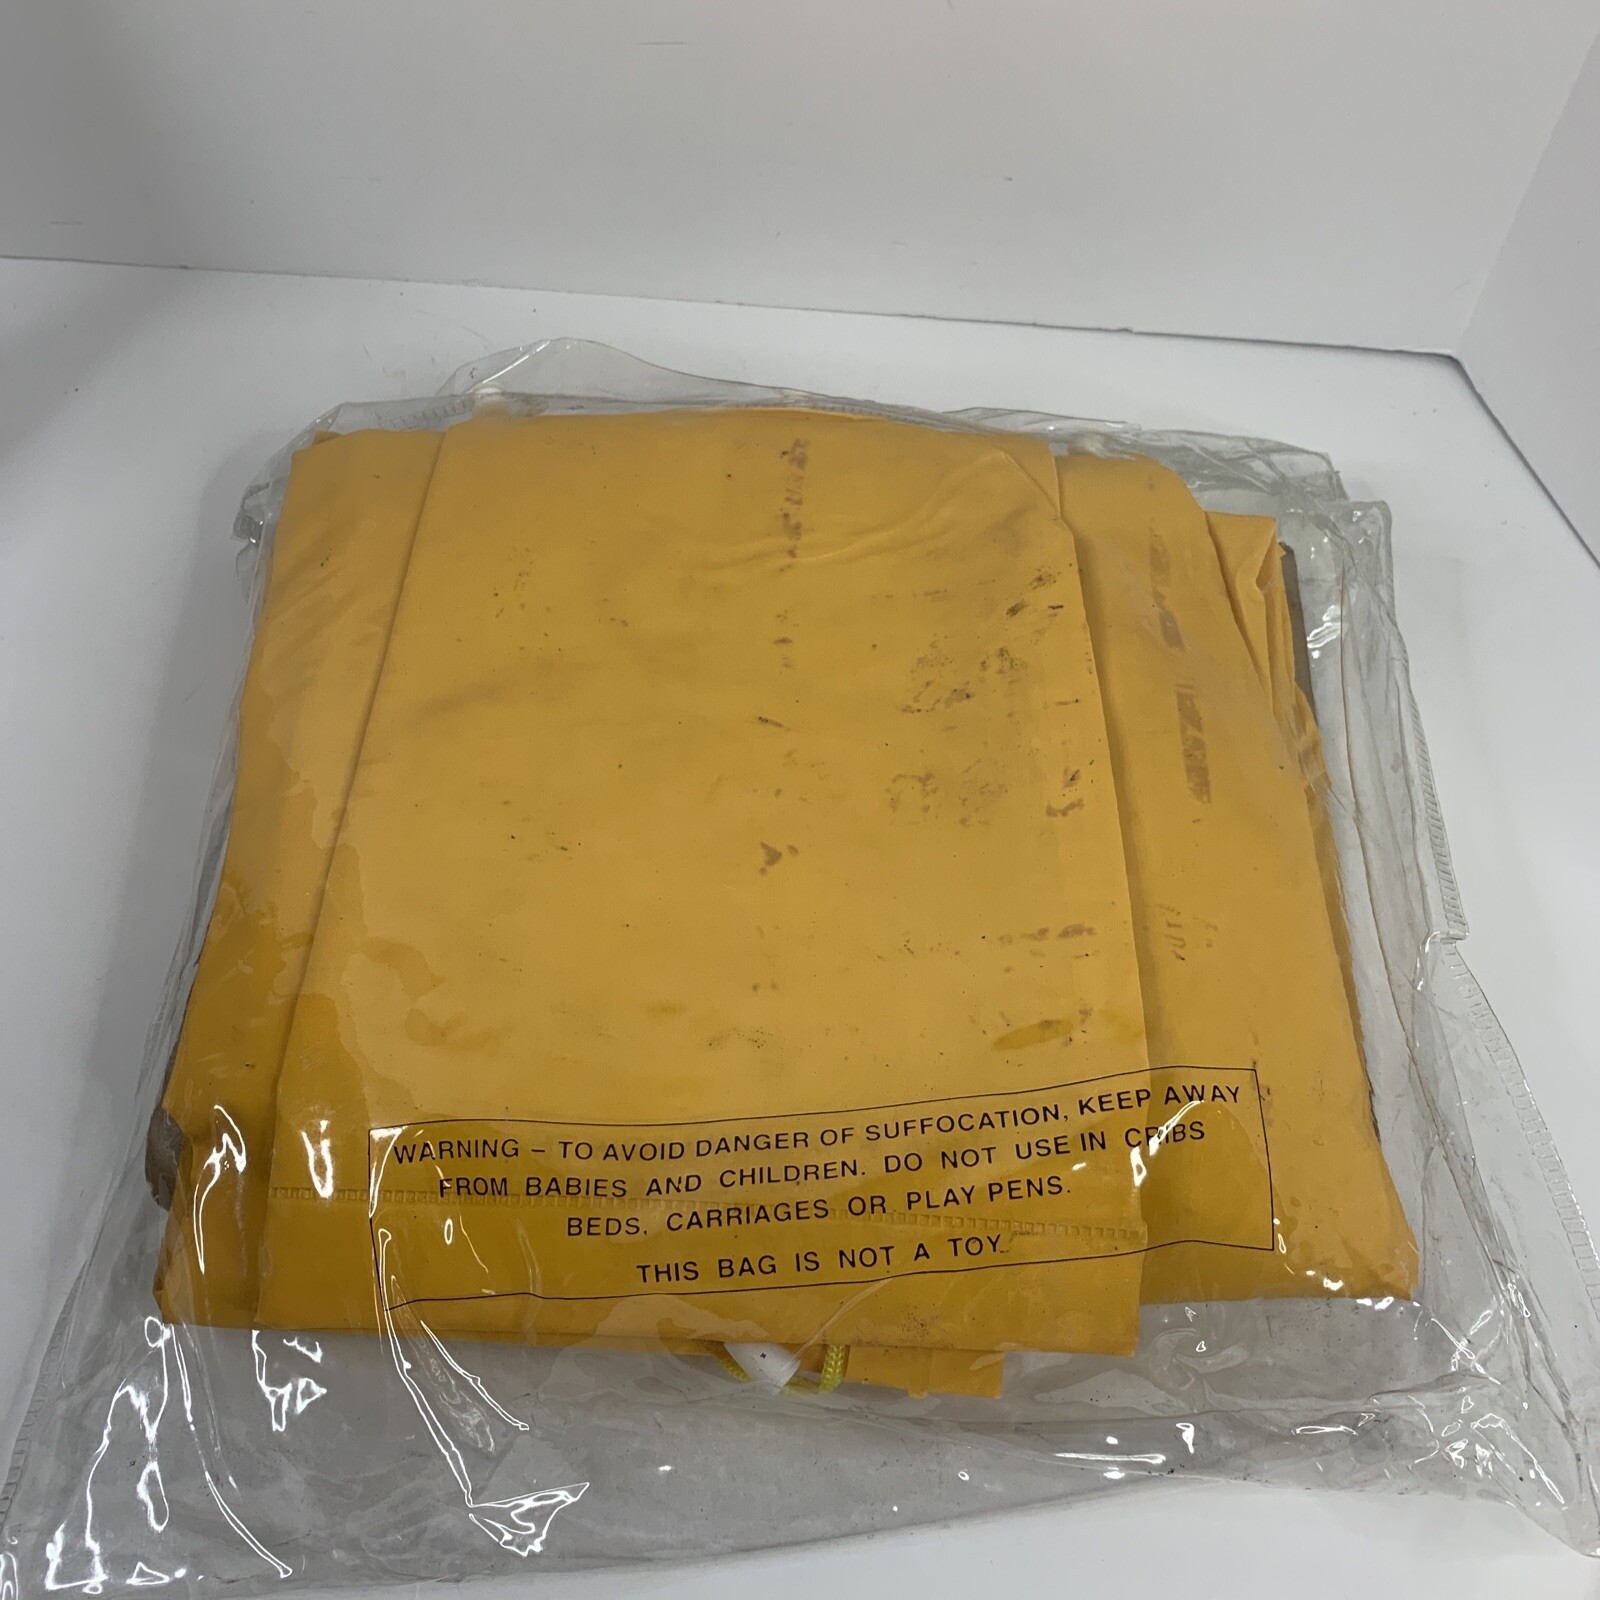 WARNING – TO AVOID DANGER OF SUFFOCATION, KEEP AWAY
FROM BABIES AND CHILDREN. DO NOT USE IN CRIBS
BEDS, CARRIAGES OR PLAY PENS.
THIS BAG IS NOT A TOY.